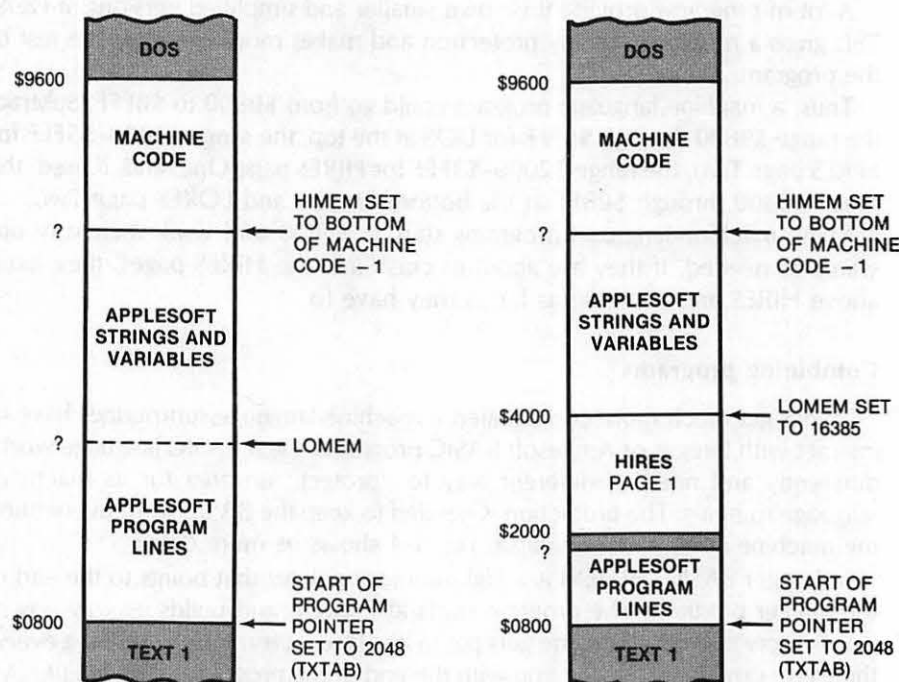 DOS
$9600
MACHINE
CODE
?
HIMEM SET
TO BOTTOM
OF MACHINE
CODE – 1
APPLESOFT
STRINGS AND
VARIABLES
?
LOMEM
APPLESOFT
PROGRAM
LINES
START OF
PROGRAM
POINTER
SET TO 2048
(TXTAB)
$0800
TEXT 1
DOS
$9600
MACHINE
CODE
?
HIMEM SET
TO BOTTOM
OF MACHINE
CODE – 1
APPLESOFT
STRINGS AND
VARIABLES
$4000
LOMEM SET
TO 16385
HIRES
PAGE 1
$2000
?
APPLESOFT
PROGRAM
LINES
START OF
PROGRAM
POINTER
SET TO 2048
(TXTAB)
$0800
TEXT 1